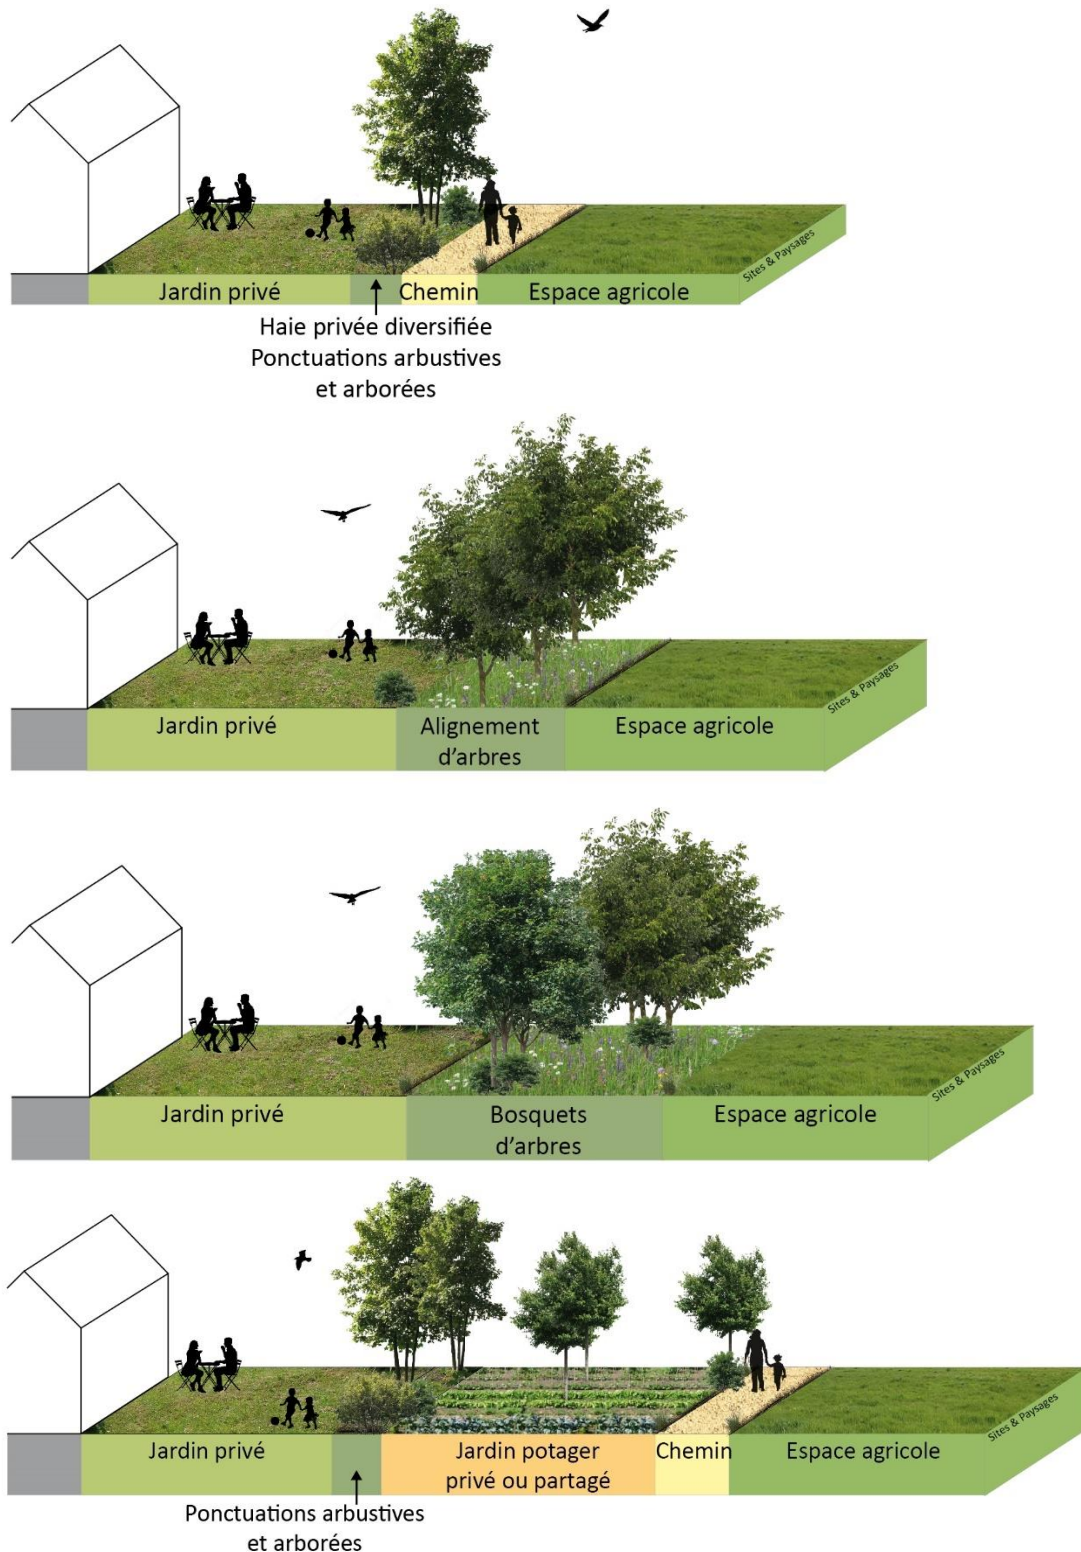 Sites & Paysages
Jardin privé
Chemin
Espace agricole
Haie privée diversifiée
Ponctuations arbustives
et arborées
Sites & Paysages
Jardin privé
Alignement
d'arbres
Espace agricole
Sites & Paysages
Jardin privé
Bosquets
d'arbres
Espace agricole
Sites & Paysages
Jardin privé
Jardin potager
privé ou partagé
Chemin
Espace agricole
Ponctuations arbustives
et arborées